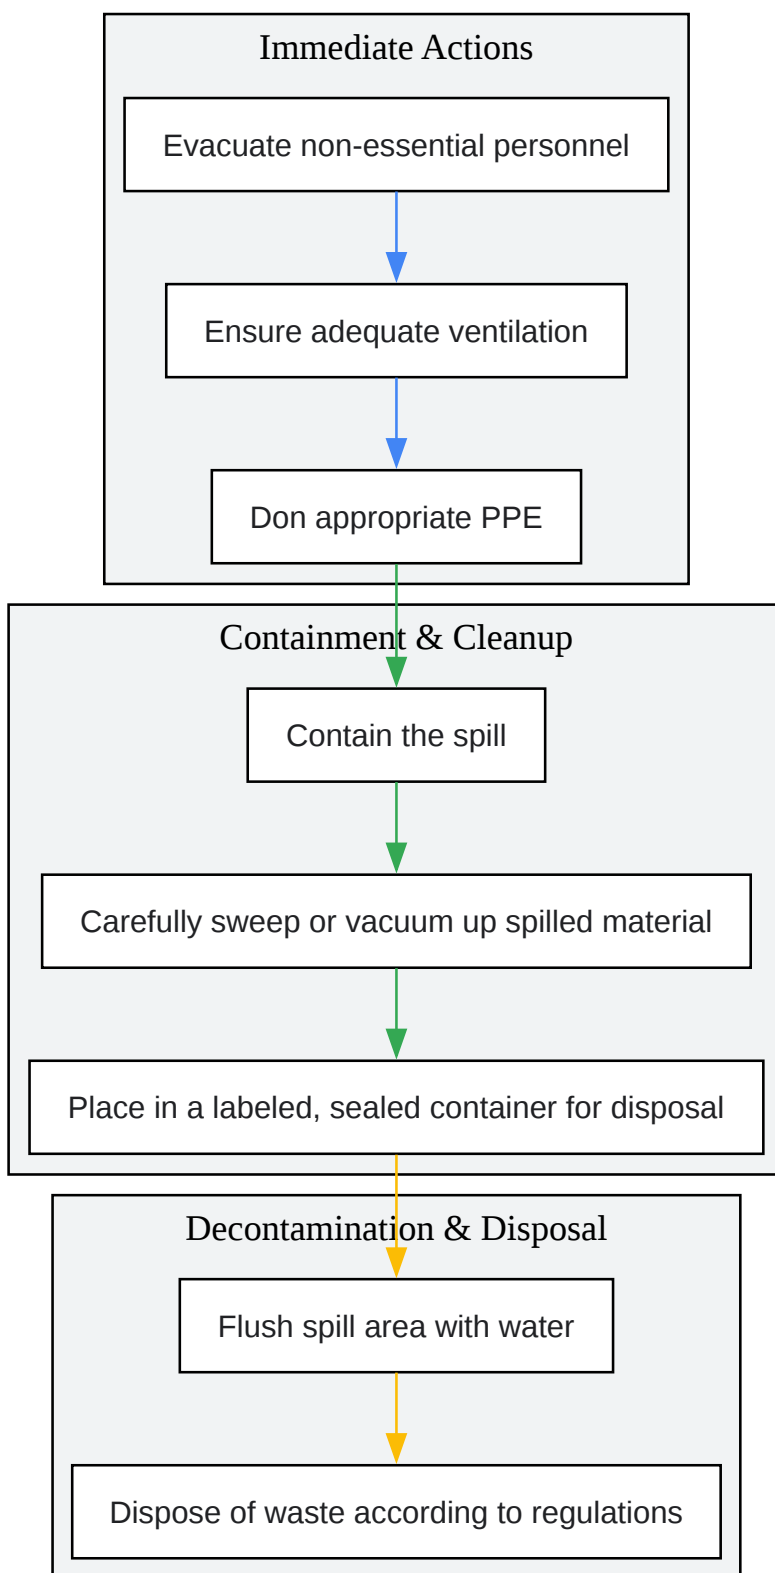 Immediate Actions
Evacuate non-essential personnel
Ensure adequate ventilation
Don appropriate PPE
Containment & Cleanup
Contain the spill
Carefully sweep or vacuum up spilled material
Place in a labeled, sealed container for disposal
Decontamination & Disposal
Flush spill area with water
Dispose of waste according to regulations